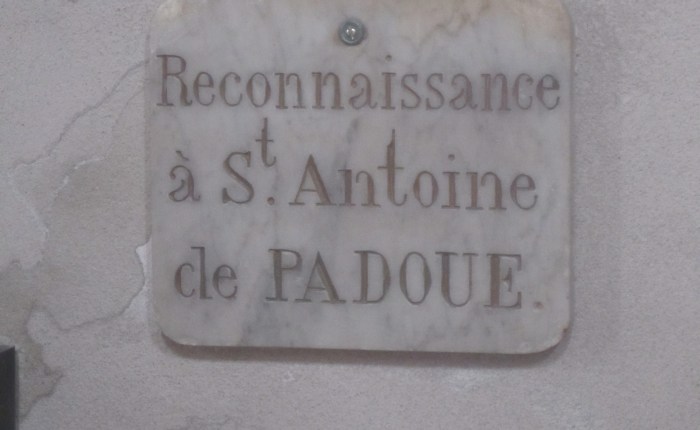 Reconnaissance
à St. Antoine
de PADOUE.